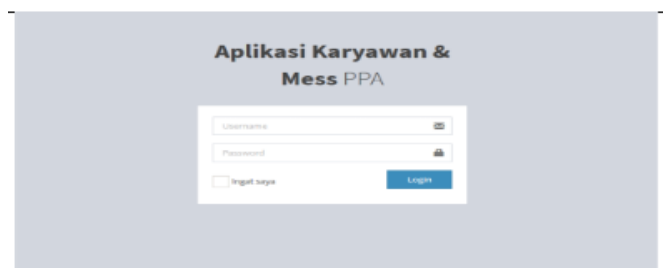 Aplikasi Karyawan &
Mess PPA
Username
Password
Ingat saya
Login